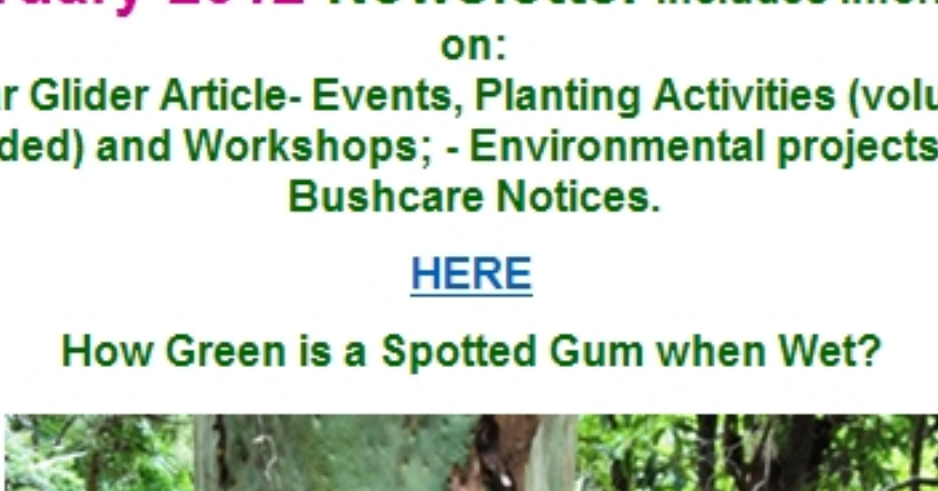 on:
r Glider Article- Events, Planting Activities (volu
ded) and Workshops; - Environmental projects
Bushcare Notices.
HERE
How Green is a Spotted Gum when Wet?